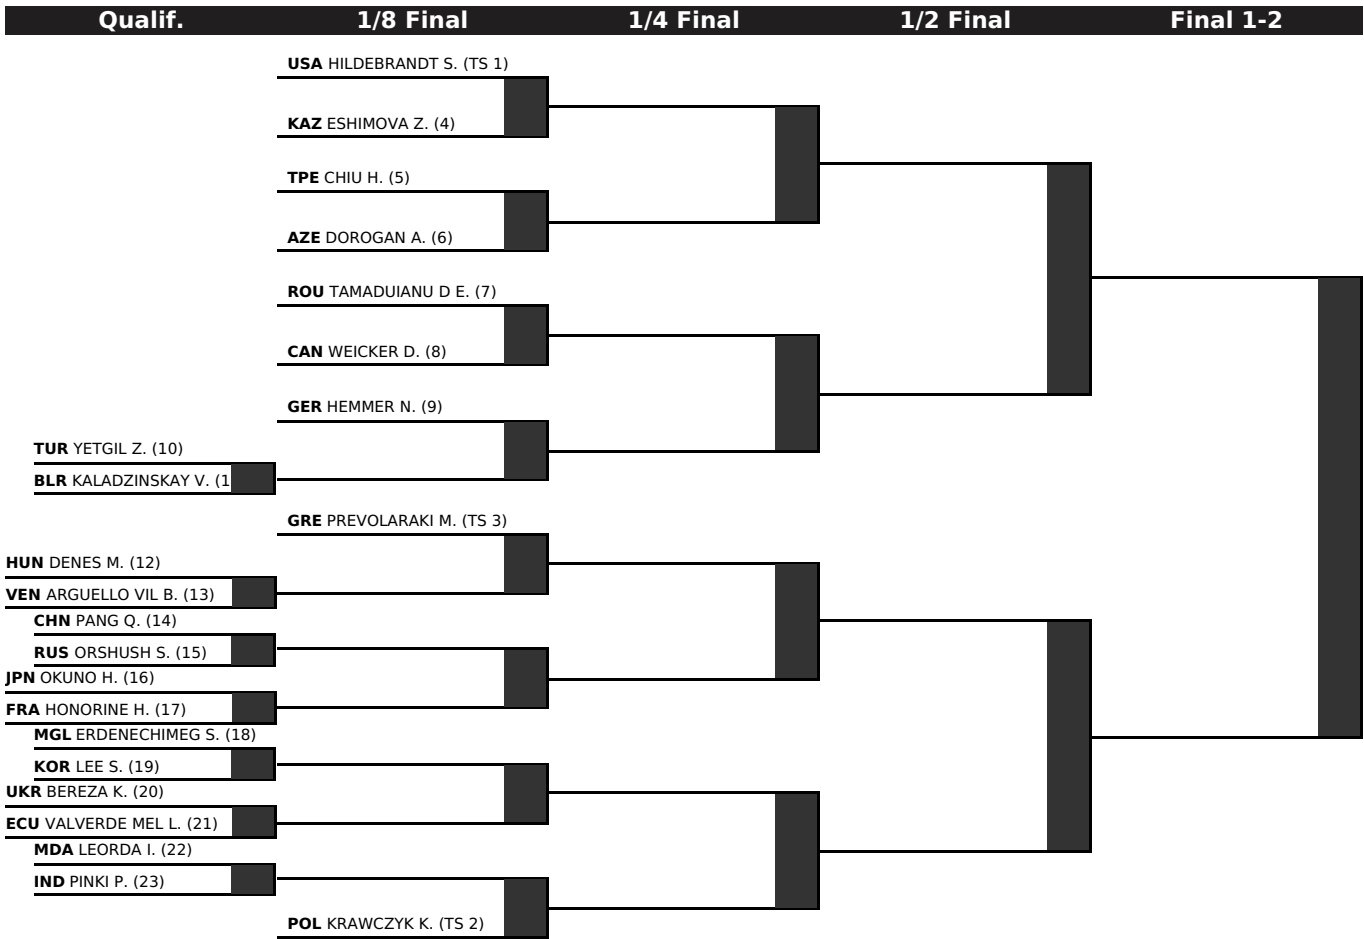 Qualif. 1/8 Final 1/4 Final 1/2 Final Final 1-2
USA HILDEBRANDT S. (TS 1)
KAZ ESHIMOVA Z. (4)
TPE CHIU H. (5)
AZE DOROGAN A. (6)
ROU TAMADUIANU D E. (7)
CAN WEICKER D. (8)
GER HEMMER N. (9)
TUR YETGIL Z. (10)
BLR KALADZINSKAY V. (1
GRE PREVOLARAKI M. (TS 3)
HUN DENES M. (12)
VEN ARGUELLO VIL B. (13)
CHN PANG Q. (14)
RUS ORSHUSH S. (15)
JPN OKUNO H. (16)
FRA HONORINE H. (17)
MGL ERDENECHIMEG S. (18)
KOR LEE S. (19)
UKR BEREZA K. (20)
ECU VALVERDE MEL L. (21)
MDA LEORDA I. (22)
IND PINKI P. (23)
POL KRAWCZYK K. (TS 2)